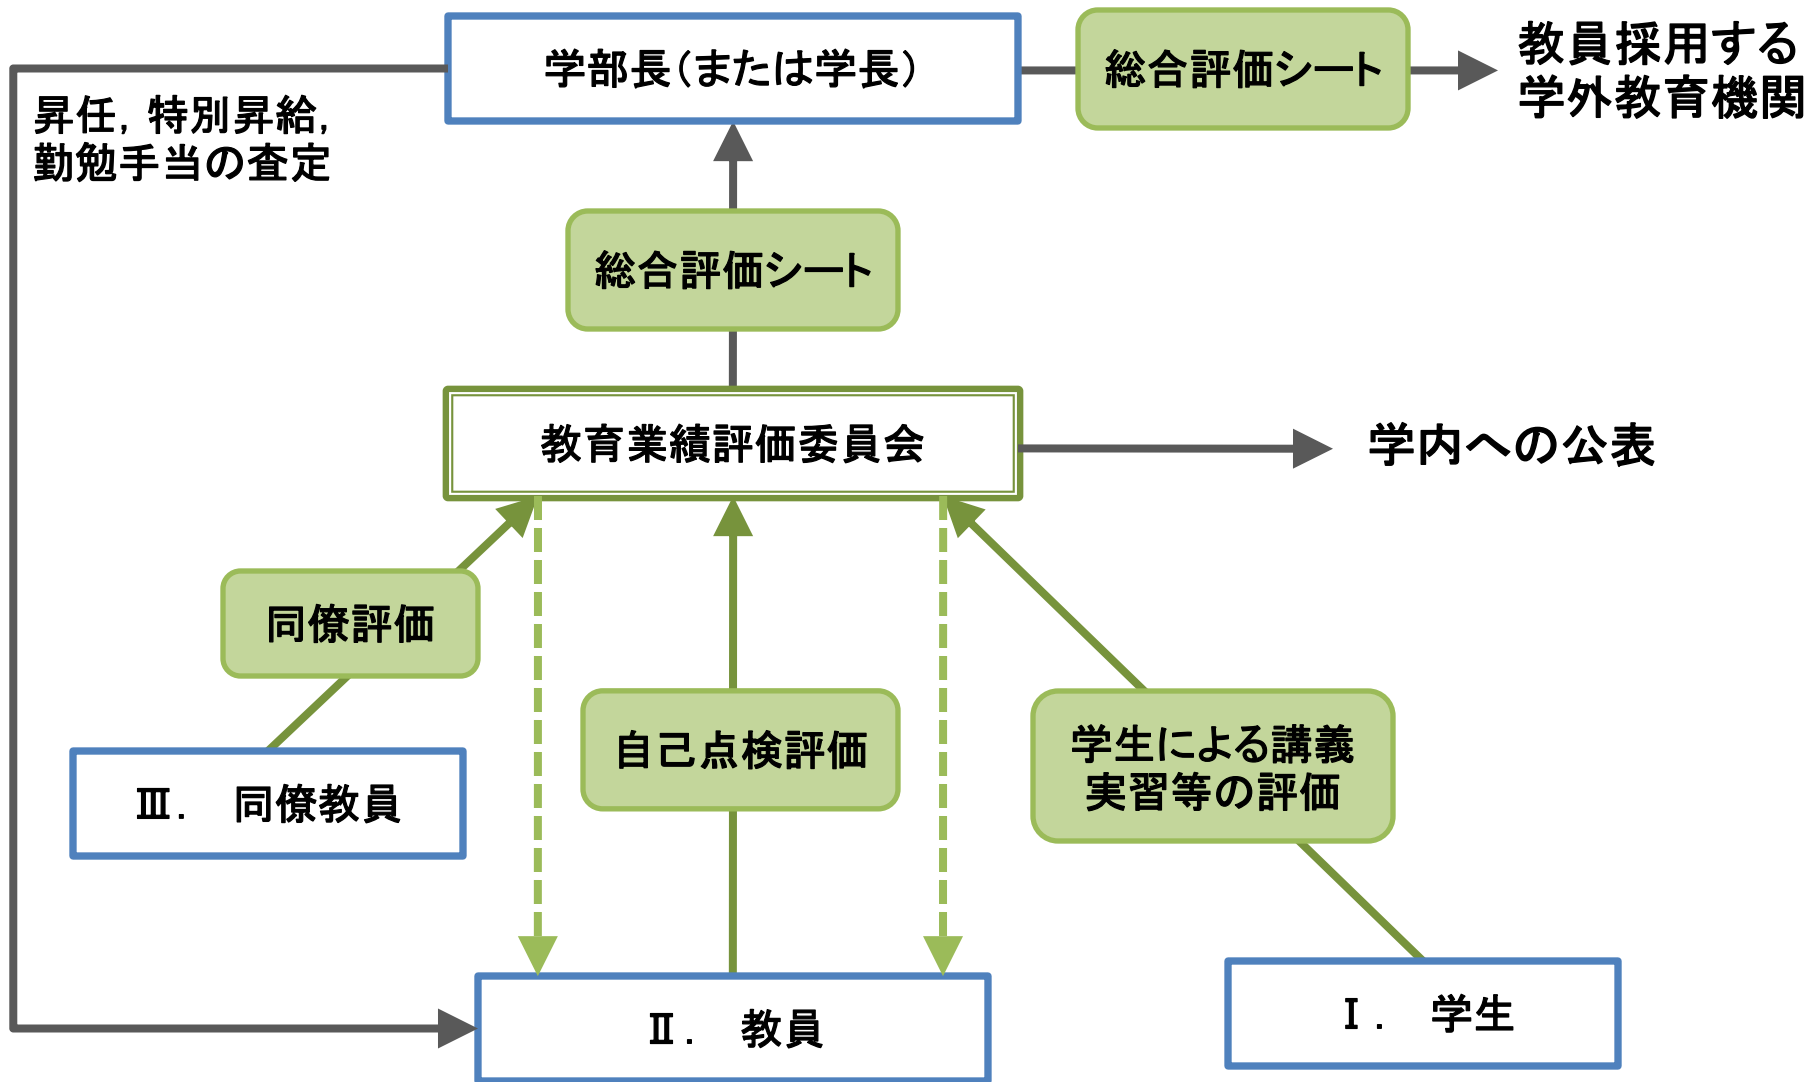 学部長(または学長)
総合評価シート
教員採用する
学外教育機関
昇任, 特別昇給,
勤勉手当の査定
総合評価シート
教育業績評価委員会
学内への公表
同僚評価
自己点検評価
学生による講義
実習等の評価
Ⅲ. 同僚教員
Ⅱ. 教員
Ⅰ. 学生